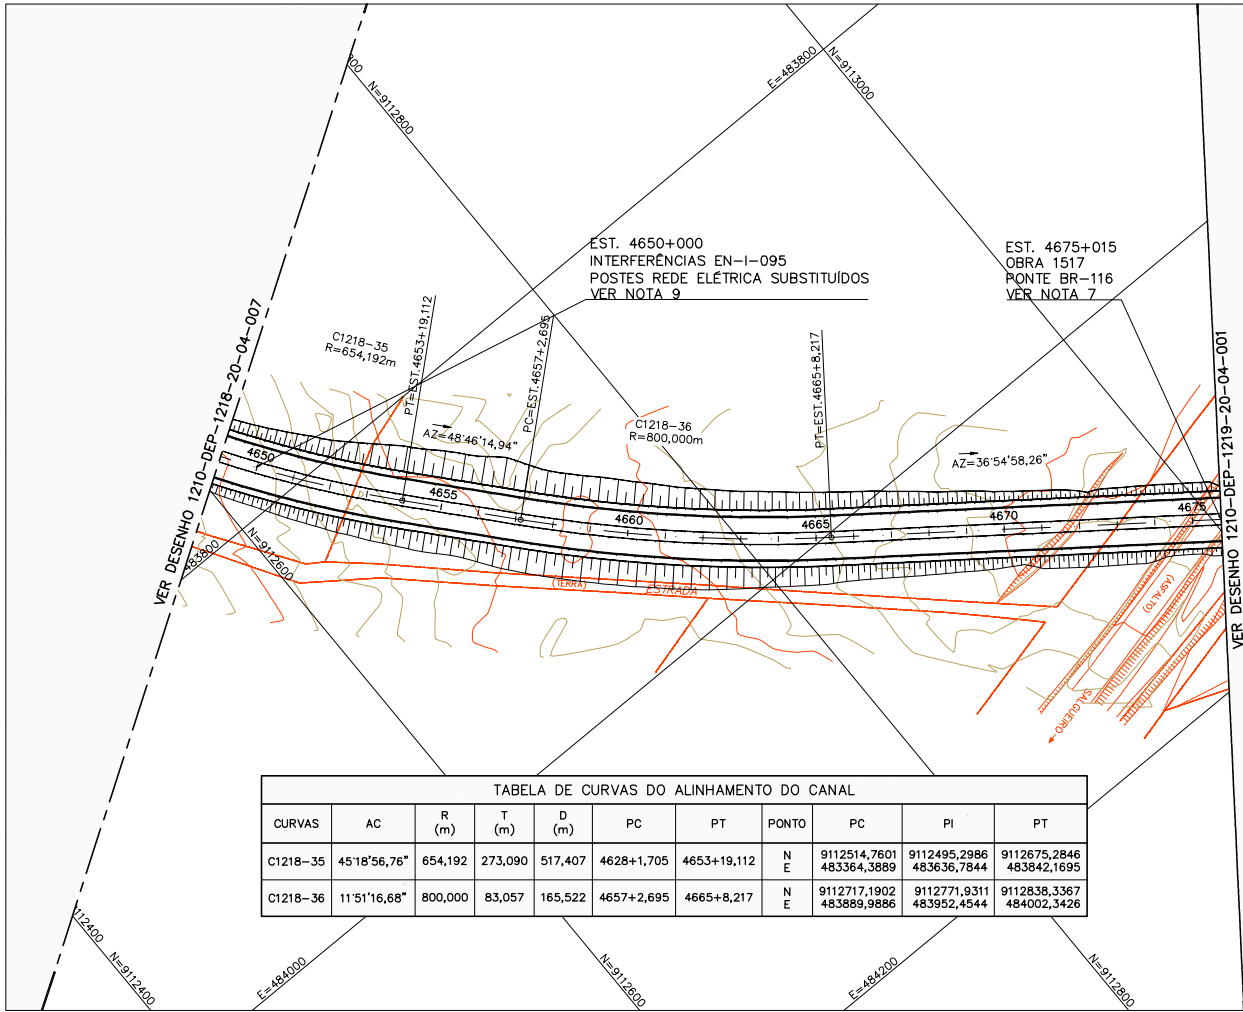 800
N=9112800
E=483800
N=9113000
EST. 4650+000
INTERFERÊNCIAS EN-I-095
POSTES REDE ELÉTRICA SUBSTITUÍDOS
VER NOTA 9
EST. 4675+015
OBRA 1517
PONTE BR-116
VER NOTA 7
VER DESENHO 1210-DEP-1218-20-04-007
C1218-35
R=654,192m
PT=EST.4653+19,112
PC=EST.4657+2,695
PT=EST.4665+8,217
AZ=48°46'14,94"
C1218-36
R=800,000m
AZ=36°54'58,26"
VER DESENHO 1210-DEP-1219-20-04-001
4650
4655
4660
4665
4670
4675
483800
N=9112600
(TERRA)
ESTRADA
(ASFALTO)
SALGUEIRO
TABELA DE CURVAS DO ALINHAMENTO DO CANAL
CURVAS AC R (m) T (m) D (m) PC PT PONTO PC PI PT
C1218-35 45°18'56,76" 654,192 273,090 517,407 4628+1,705 4653+19,112 N 9112514,7601 9112495,2986 9112675,2846
E 483364,3889 483636,7844 483842,1695
C1218-36 11°51'16,68" 800,000 83,057 165,522 4657+2,695 4665+8,217 N 9112717,1902 9112771,9311 9112838,3367
E 483889,9886 483952,4544 484002,3426
112400
N=9112400
E=484000
N=9112600
E=484200
N=9112800